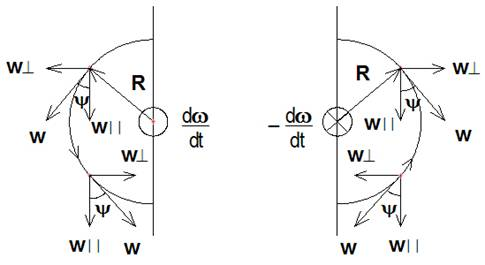 W⊥ R R W⊥
dω/dt − dω/dt
ψ ψ
W|| W||
W W
W⊥ W⊥
ψ ψ
W|| W W W||